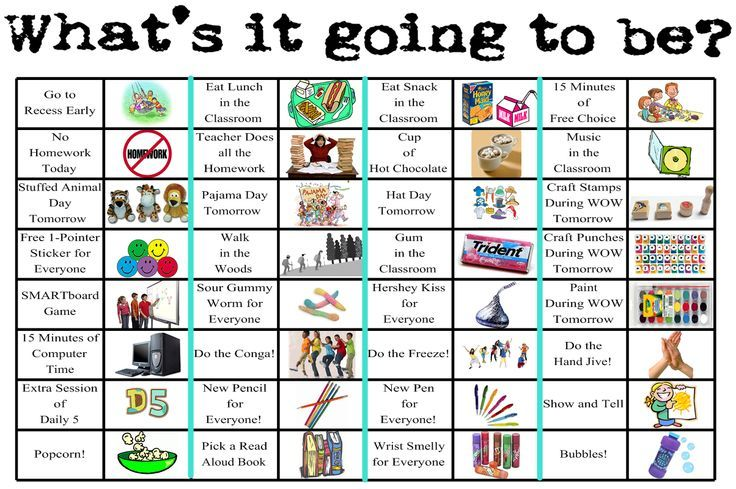 What's it going to be?
Go to
Recess Early
Eat Lunch
in the
Classroom
Eat Snack
in the
Classroom
HONEY
MAID
MILK
MILK
15 Minutes
of
Free Choice
No
Homework
Today
HOMEWORK
Teacher Does
all the
Homework
Cup
of
Hot Chocolate
Music
in the
Classroom
Stuffed Animal
Day
Tomorrow
Pajama Day
Tomorrow
PAJAMA
Hat Day
Tomorrow
Craft Stamps
During WOW
Tomorrow
Free 1-Pointer
Sticker for
Everyone
Walk
in the
Woods
Gum
in the
Classroom
Trident
Craft Punches
During WOW
Tomorrow
SMARTboard
Game
Sour Gummy
Worm for
Everyone
Hershey Kiss
for
Everyone
Paint
During WOW
Tomorrow
15 Minutes of
Computer
Time
Do the Conga!
Do the Freeze!
Do the
Hand Jive!
Extra Session
of
Daily 5
D5
New Pencil
for
Everyone!
New Pen
for
Everyone!
Show and Tell
Popcorn!
Pick a Read
Aloud Book
Wrist Smelly
for Everyone
Bubbles!